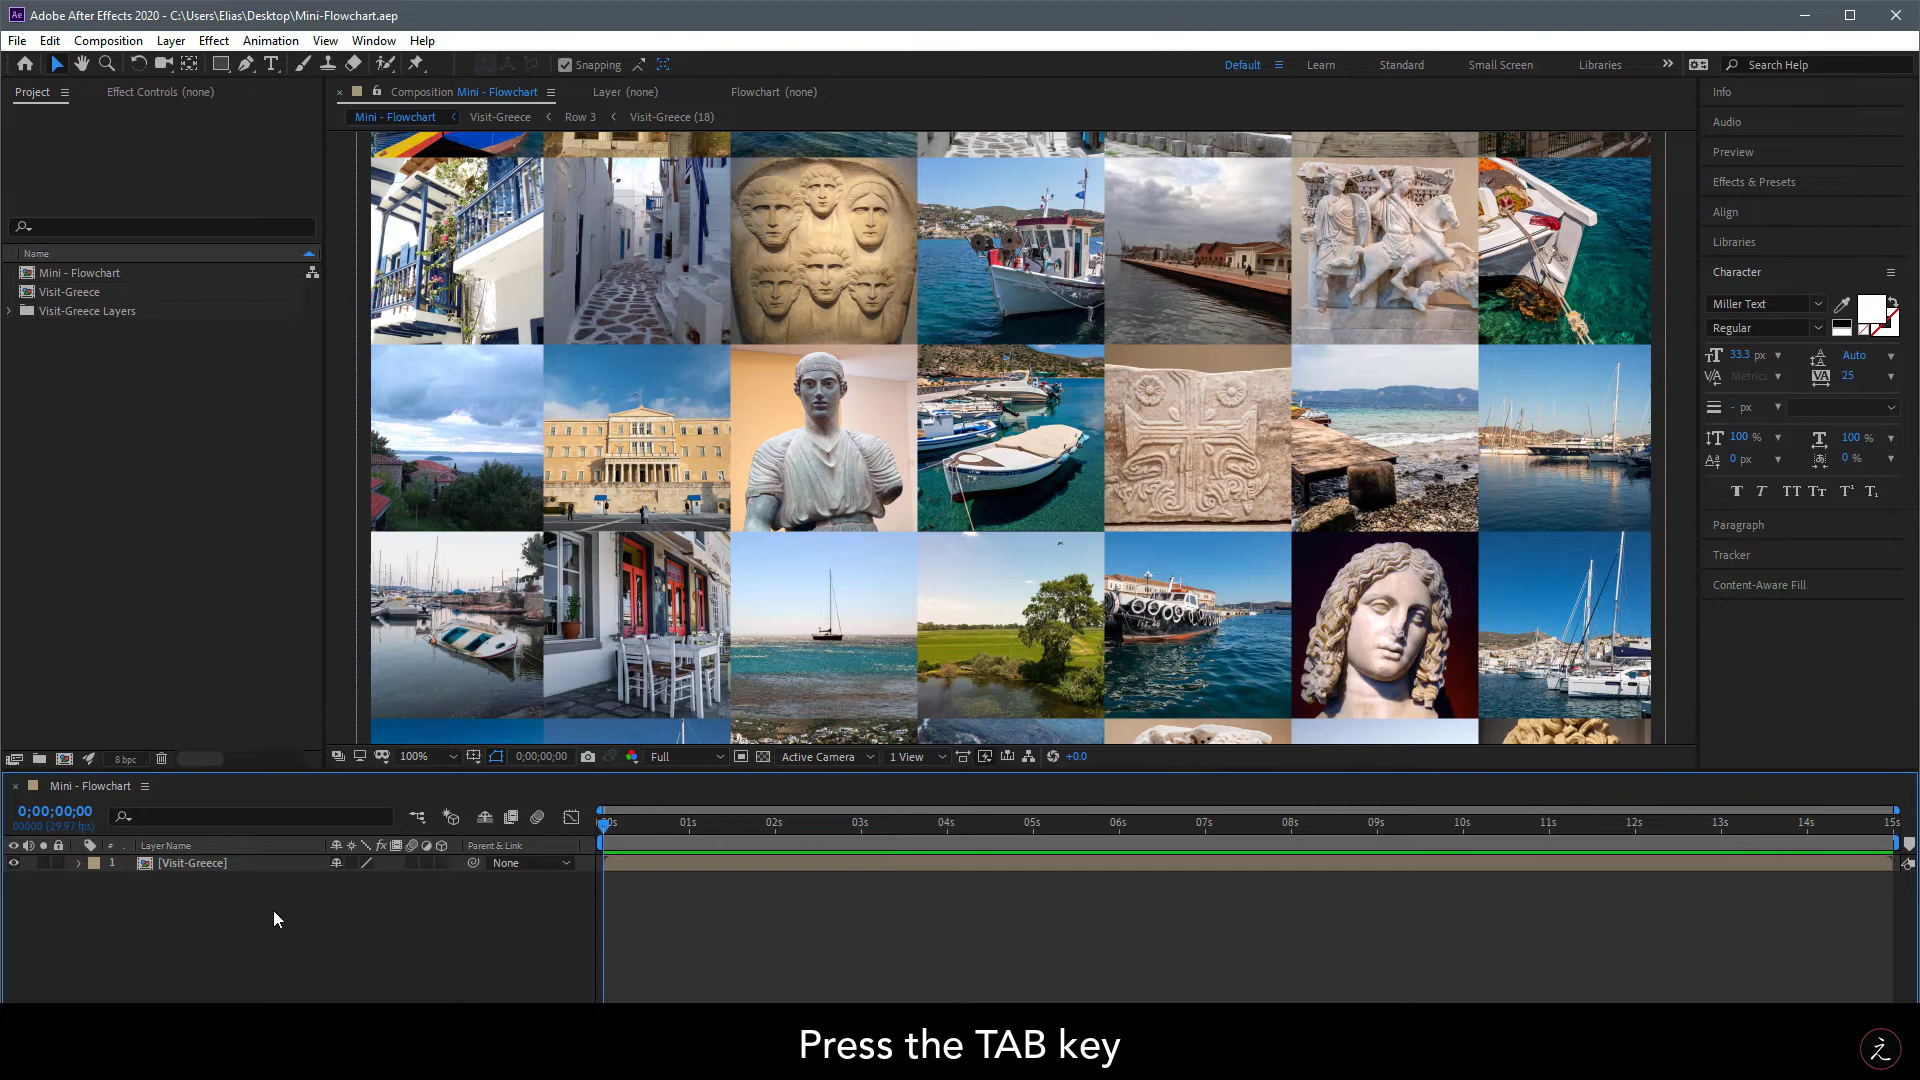 Adobe After Effects 2020 - C:\Users\Elias\Desktop\Mini-Flowchart.aep
File Edit Composition Layer Effect Animation View Window Help
Snapping
Default Learn Standard Small Screen Libraries
Search Help
Project Effect Controls (none)
Composition Mini - Flowchart Layer (none) Flowchart (none)
Mini - Flowchart Visit-Greece Row 3 Visit-Greece (18)
Name
Mini - Flowchart
Visit-Greece
Visit-Greece Layers
8 bpc
100% 0;00;00;00 Full Active Camera 1 View +0.0
Info
Audio
Preview
Effects & Presets
Align
Libraries
Character
Miller Text
Regular
33.3 px Auto
Metrics 25
- px
100 % 100 %
0 px 0 %
Paragraph
Tracker
Content-Aware Fill
Mini - Flowchart
0;00;00;00
00000 (29.97 fps)
01s 02s 03s 04s 05s 06s 07s 08s 09s 10s 11s 12s 13s 14s 15s
# Layer Name Parent & Link
1 [Visit-Greece] None
Press the TAB key
え